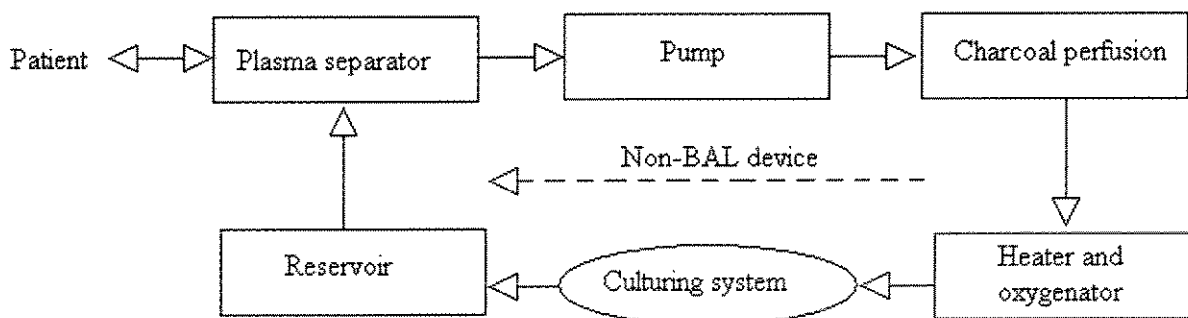 Patient
Plasma separator
Pump
Charcoal perfusion
Non-BAL device
Reservoir
Culturing system
Heater and
oxygenator